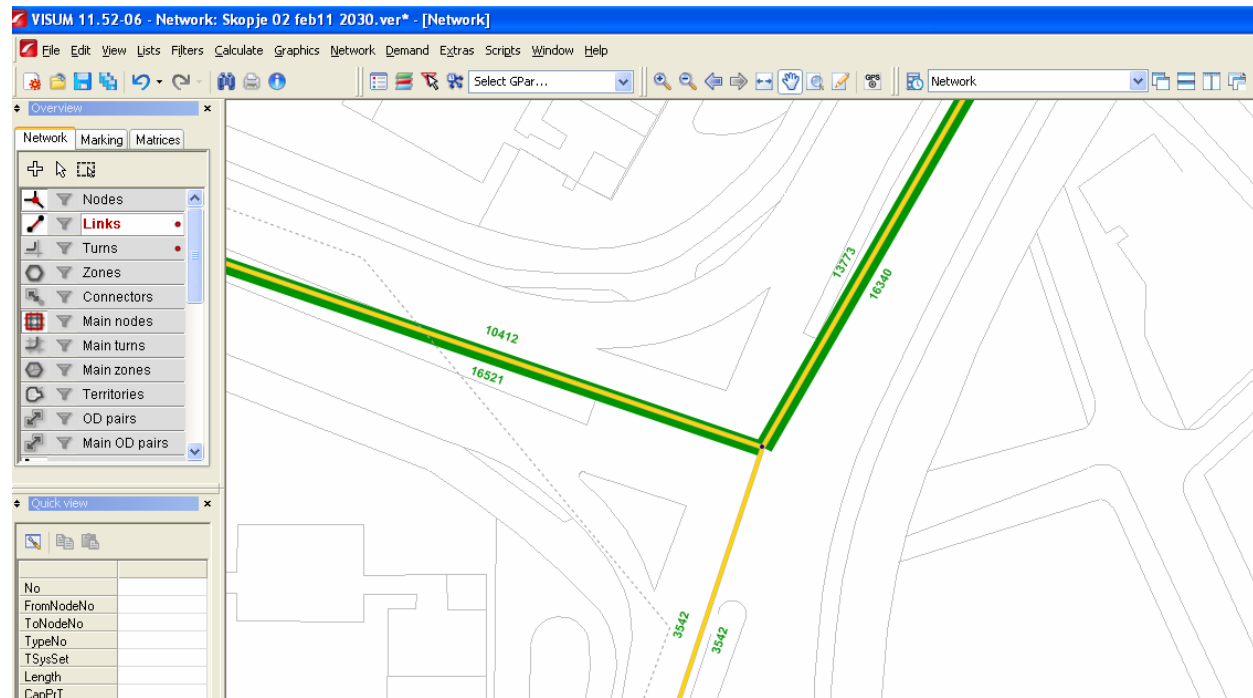 VISUM 11.52-06 - Network: Skopje 02 feb11 2030.ver* - [Network]
File Edit View Lists Filters Calculate Graphics Network Demand Extras Scripts Window Help
Select GPar... GPS Network
Overview
Network Marking Matrices
Nodes
Links
Turns
Zones
Connectors
Main nodes
Main turns
Main zones
Territories
OD pairs
Main OD pairs
Quick view
No
FromNodeNo
ToNodeNo
TypeNo
TSysSet
Length
CapPrT
13773
16340
10412
16521
3542
3542